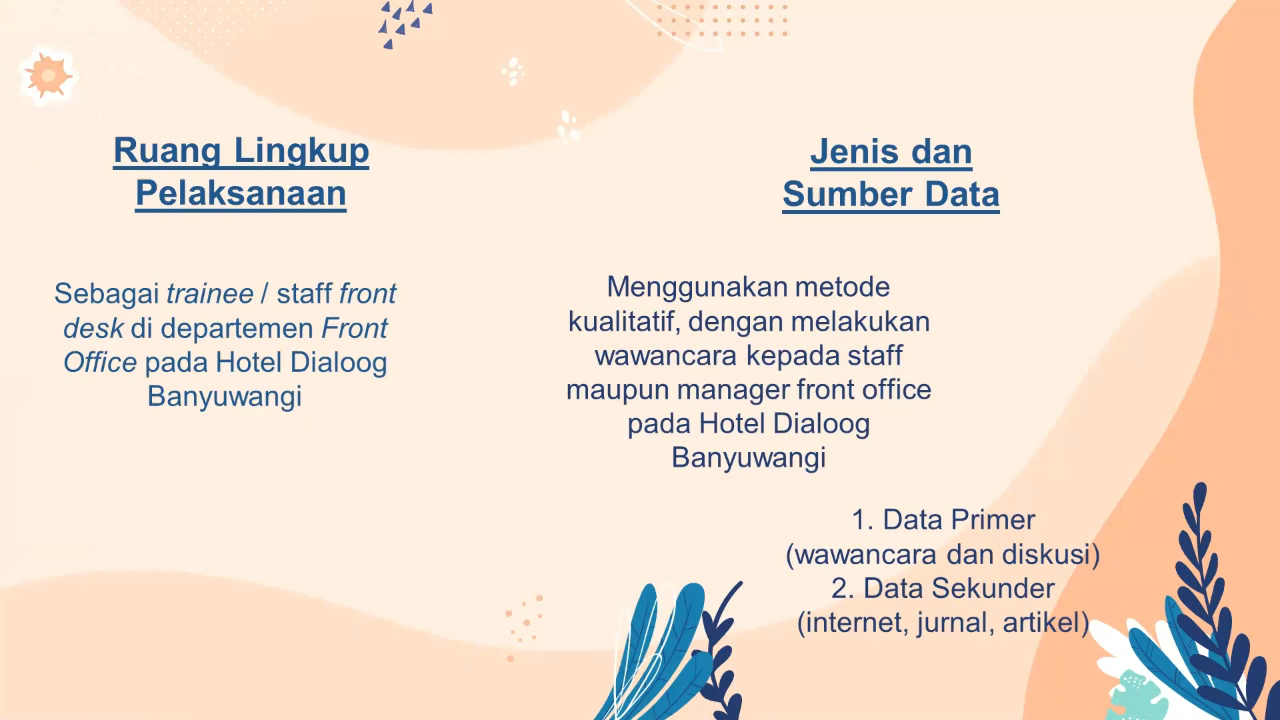 Ruang Lingkup
Pelaksanaan
Sebagai trainee / staff front
desk di departemen Front
Office pada Hotel Dialoog
Banyuwangi
Jenis dan
Sumber Data
Menggunakan metode
kualitatif, dengan melakukan
wawancara kepada staff
maupun manager front office
pada Hotel Dialoog
Banyuwangi
1. Data Primer
(wawancara dan diskusi)
2. Data Sekunder
(internet, jurnal, artikel)